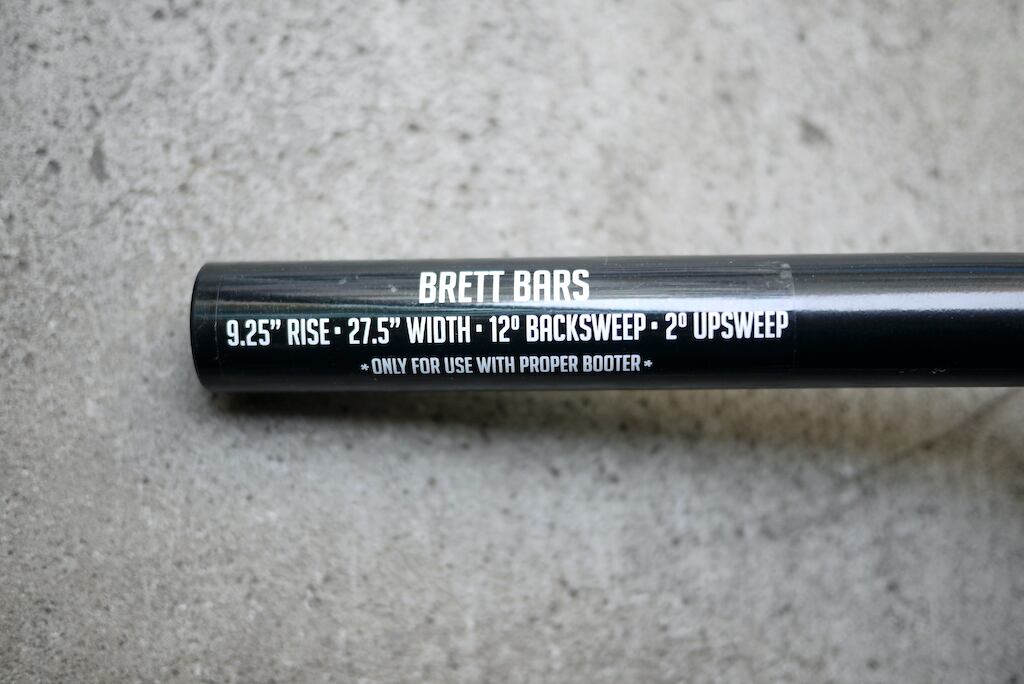 BRETT BARS
9.25” RISE · 27.5” WIDTH · 12º BACKSWEEP · 2º UPSWEEP
*ONLY FOR USE WITH PROPER BOOTER*